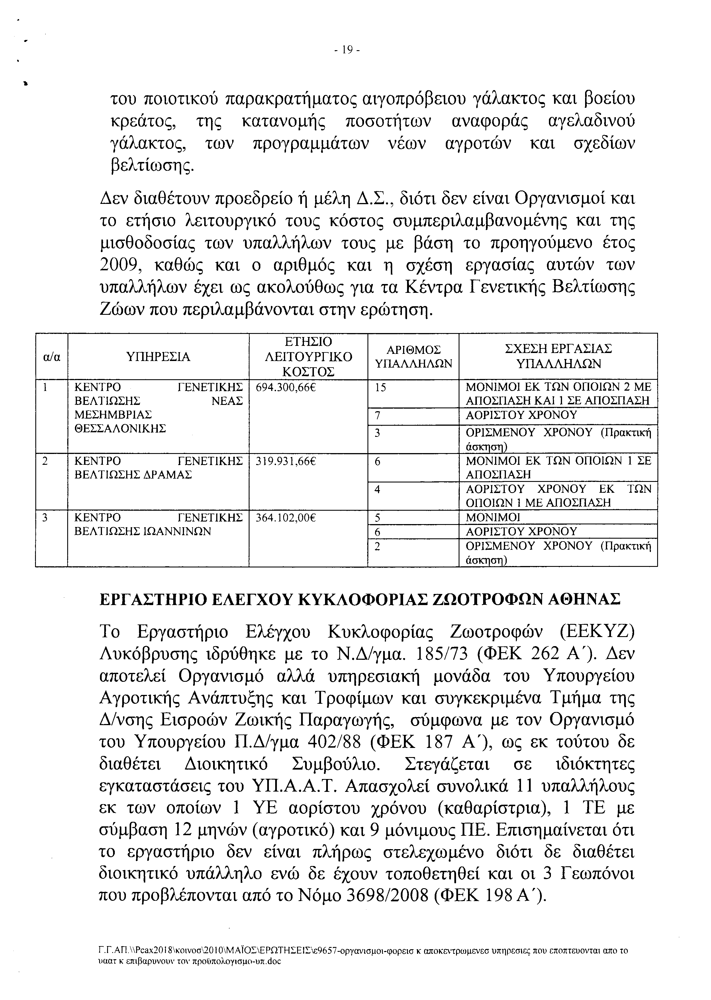 - 19 -
του ποιοτικού παρακρατήματος αιγοπρόβειου γάλακτος και βοείου
κρεάτος, της κατανομής ποσοτήτων αναφοράς αγελαδινού
γάλακτος, των προγραμμάτων νέων αγροτών και σχεδίων
βελτίωσης.
Δεν διαθέτουν προεδρείο ή μέλη Δ.Σ., διότι δεν είναι Οργανισμοί και
το ετήσιο λειτουργικό τους κόστος συμπεριλαμβανομένης και της
μισθοδοσίας των υπαλλήλων τους με βάση το προηγούμενο έτος
2009, καθώς και ο αριθμός και η σχέση εργασίας αυτών των
υπαλλήλων έχει ως ακολούθως για τα Κέντρα Γενετικής Βελτίωσης
Ζώων που περιλαμβάνονται στην ερώτηση.
α/α ΥΠΗΡΕΣΙΑ ΕΤΗΣΙΟ ΛΕΙΤΟΥΡΓΙΚΟ ΚΟΣΤΟΣ ΑΡΙΘΜΟΣ ΥΠΑΛΛΗΛΩΝ ΣΧΕΣΗ ΕΡΓΑΣΙΑΣ ΥΠΑΛΛΗΛΩΝ
1 ΚΕΝΤΡΟ ΓΕΝΕΤΙΚΗΣ 694.300,66€ 15 ΜΟΝΙΜΟΙ ΕΚ ΤΩΝ ΟΠΟΙΩΝ 2 ΜΕ
ΒΕΛΤΙΩΣΗΣ ΝΕΑΣ ΑΠΟΣΠΑΣΗ ΚΑΙ 1 ΣΕ ΑΠΟΣΠΑΣΗ
ΜΕΣΗΜΒΡΙΑΣ 7 ΑΟΡΙΣΤΟΥ ΧΡΟΝΟΥ
ΘΕΣΣΑΛΟΝΙΚΗΣ 3 ΟΡΙΣΜΕΝΟΥ ΧΡΟΝΟΥ (Πρακτική
άσκηση)
2 ΚΕΝΤΡΟ ΓΕΝΕΤΙΚΗΣ 319.931,66€ 6 ΜΟΝΙΜΟΙ ΕΚ ΤΩΝ ΟΠΟΙΩΝ 1 ΣΕ
ΒΕΛΤΙΩΣΗΣ ΔΡΑΜΑΣ ΑΠΟΣΠΑΣΗ
4 ΑΟΡΙΣΤΟΥ ΧΡΟΝΟΥ ΕΚ ΤΩΝ
ΟΠΟΙΩΝ 1 ΜΕ ΑΠΟΣΠΑΣΗ
3 ΚΕΝΤΡΟ ΓΕΝΕΤΙΚΗΣ 364.102,00€ 5 ΜΟΝΙΜΟΙ
ΒΕΛΤΙΩΣΗΣ ΙΩΑΝΝΙΝΩΝ 6 ΑΟΡΙΣΤΟΥ ΧΡΟΝΟΥ
2 ΟΡΙΣΜΕΝΟΥ ΧΡΟΝΟΥ (Πρακτική
άσκηση)
ΕΡΓΑΣΤΗΡΙΟ ΕΛΕΓΧΟΥ ΚΥΚΛΟΦΟΡΙΑΣ ΖΩΟΤΡΟΦΩΝ ΑΘΗΝΑΣ
Το Εργαστήριο Ελέγχου Κυκλοφορίας Ζωοτροφών (ΕΕΚΥΖ)
Λυκόβρυσης ιδρύθηκε με το Ν.Δ/γμα. 185/73 (ΦΕΚ 262 Α΄). Δεν
αποτελεί Οργανισμό αλλά υπηρεσιακή μονάδα του Υπουργείου
Αγροτικής Ανάπτυξης και Τροφίμων και συγκεκριμένα Τμήμα της
Δ/νσης Εισροών Ζωικής Παραγωγής, σύμφωνα με τον Οργανισμό
του Υπουργείου Π.Δ/γμα 402/88 (ΦΕΚ 187 Α΄), ως εκ τούτου δε
διαθέτει Διοικητικό Συμβούλιο. Στεγάζεται σε ιδιόκτητες
εγκαταστάσεις του ΥΠ.Α.Α.Τ. Απασχολεί συνολικά 11 υπαλλήλους
εκ των οποίων 1 ΥΕ αορίστου χρόνου (καθαρίστρια), 1 ΤΕ με
σύμβαση 12 μηνών (αγροτικό) και 9 μόνιμους ΠΕ. Επισημαίνεται ότι
το εργαστήριο δεν είναι πλήρως στελεχωμένο διότι δε διαθέτει
διοικητικό υπάλληλο ενώ δε έχουν τοποθετηθεί και οι 3 Γεωπόνοι
που προβλέπονται από το Νόμο 3698/2008 (ΦΕΚ 198 Α΄).
Γ.Γ.ΑΠ.\\Pcax2018\κοινοσ\2010\ΜΑΪΟΣ\ΕΡΩΤΗΣΕΙΣ\ε9657-οργανισμοι-φορεισ κ αποκεντρωμενεσ υπηρεσιες που εποπτευονται απο το
υαατ κ επιβαρυνουν τον προϋπολογισμο-υπ.doc